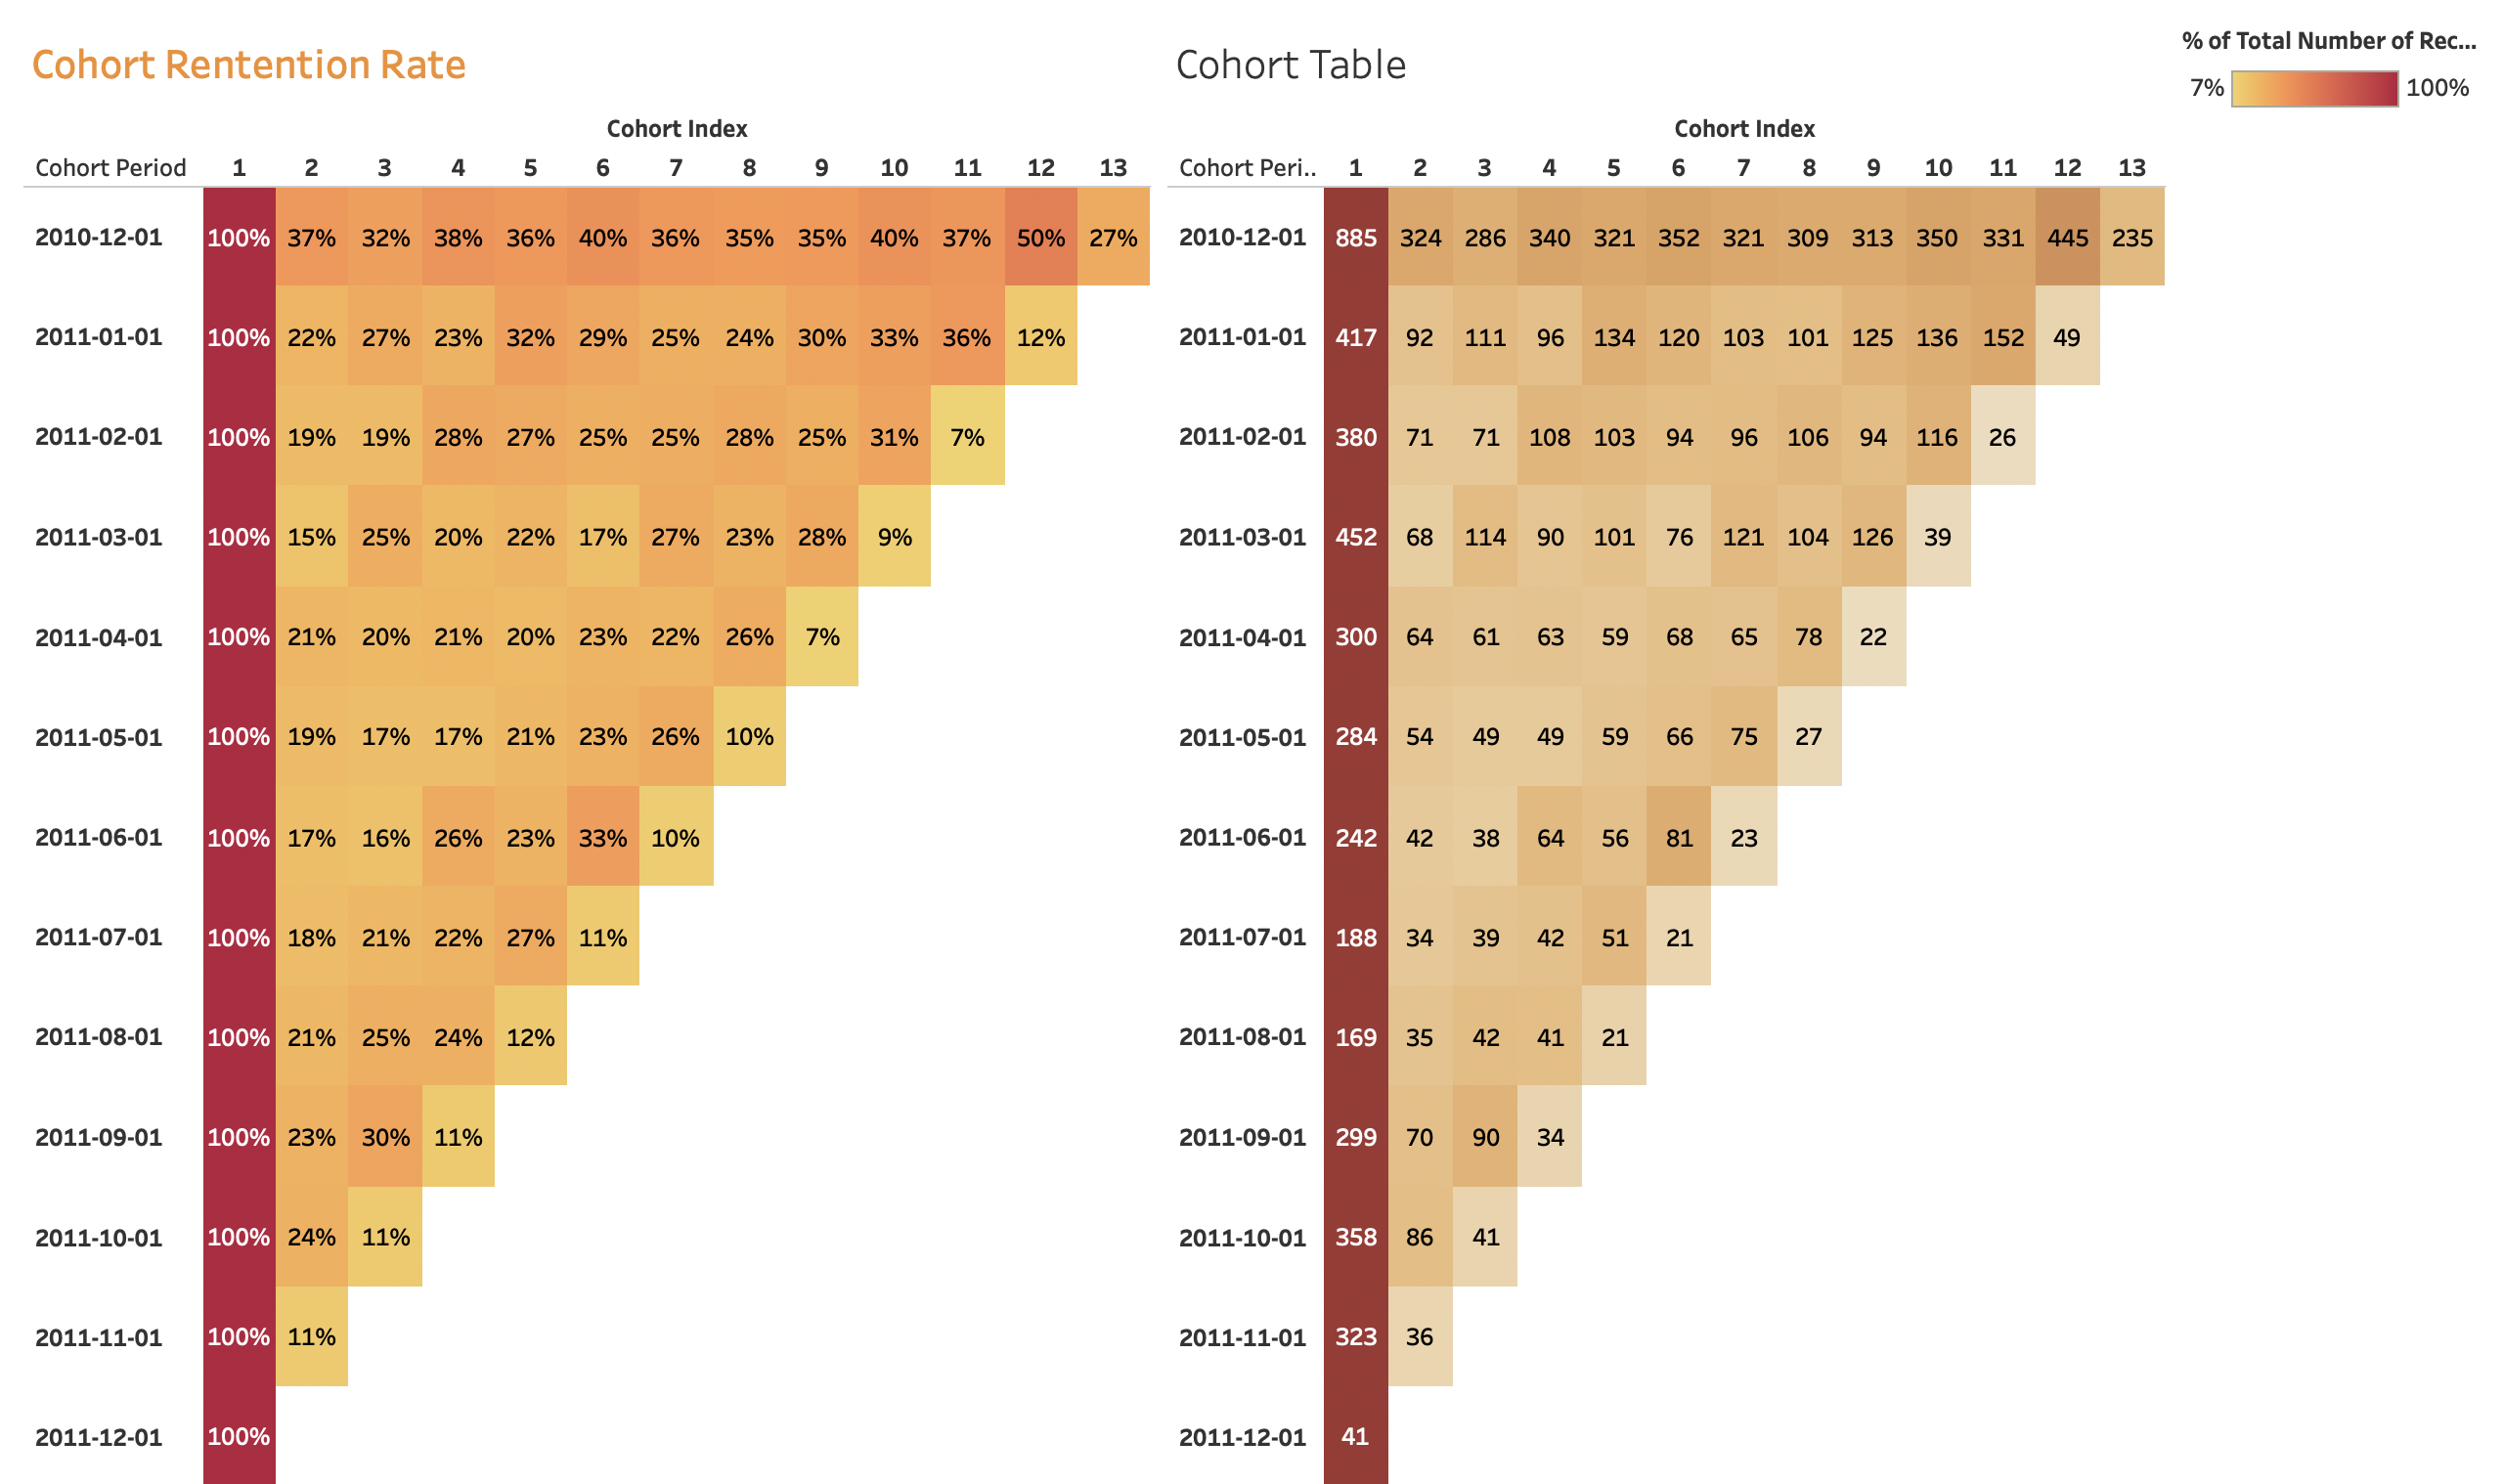 % of Total Number of Rec...
7% 100%
Cohort Rentention Rate
Cohort Index
Cohort Period 1 2 3 4 5 6 7 8 9 10 11 12 13
2010-12-01 100% 37% 32% 38% 36% 40% 36% 35% 35% 40% 37% 50% 27%
2011-01-01 100% 22% 27% 23% 32% 29% 25% 24% 30% 33% 36% 12%
2011-02-01 100% 19% 19% 28% 27% 25% 25% 28% 25% 31% 7%
2011-03-01 100% 15% 25% 20% 22% 17% 27% 23% 28% 9%
2011-04-01 100% 21% 20% 21% 20% 23% 22% 26% 7%
2011-05-01 100% 19% 17% 17% 21% 23% 26% 10%
2011-06-01 100% 17% 16% 26% 23% 33% 10%
2011-07-01 100% 18% 21% 22% 27% 11%
2011-08-01 100% 21% 25% 24% 12%
2011-09-01 100% 23% 30% 11%
2011-10-01 100% 24% 11%
2011-11-01 100% 11%
2011-12-01 100%
Cohort Table
Cohort Index
Cohort Peri.. 1 2 3 4 5 6 7 8 9 10 11 12 13
2010-12-01 885 324 286 340 321 352 321 309 313 350 331 445 235
2011-01-01 417 92 111 96 134 120 103 101 125 136 152 49
2011-02-01 380 71 71 108 103 94 96 106 94 116 26
2011-03-01 452 68 114 90 101 76 121 104 126 39
2011-04-01 300 64 61 63 59 68 65 78 22
2011-05-01 284 54 49 49 59 66 75 27
2011-06-01 242 42 38 64 56 81 23
2011-07-01 188 34 39 42 51 21
2011-08-01 169 35 42 41 21
2011-09-01 299 70 90 34
2011-10-01 358 86 41
2011-11-01 323 36
2011-12-01 41